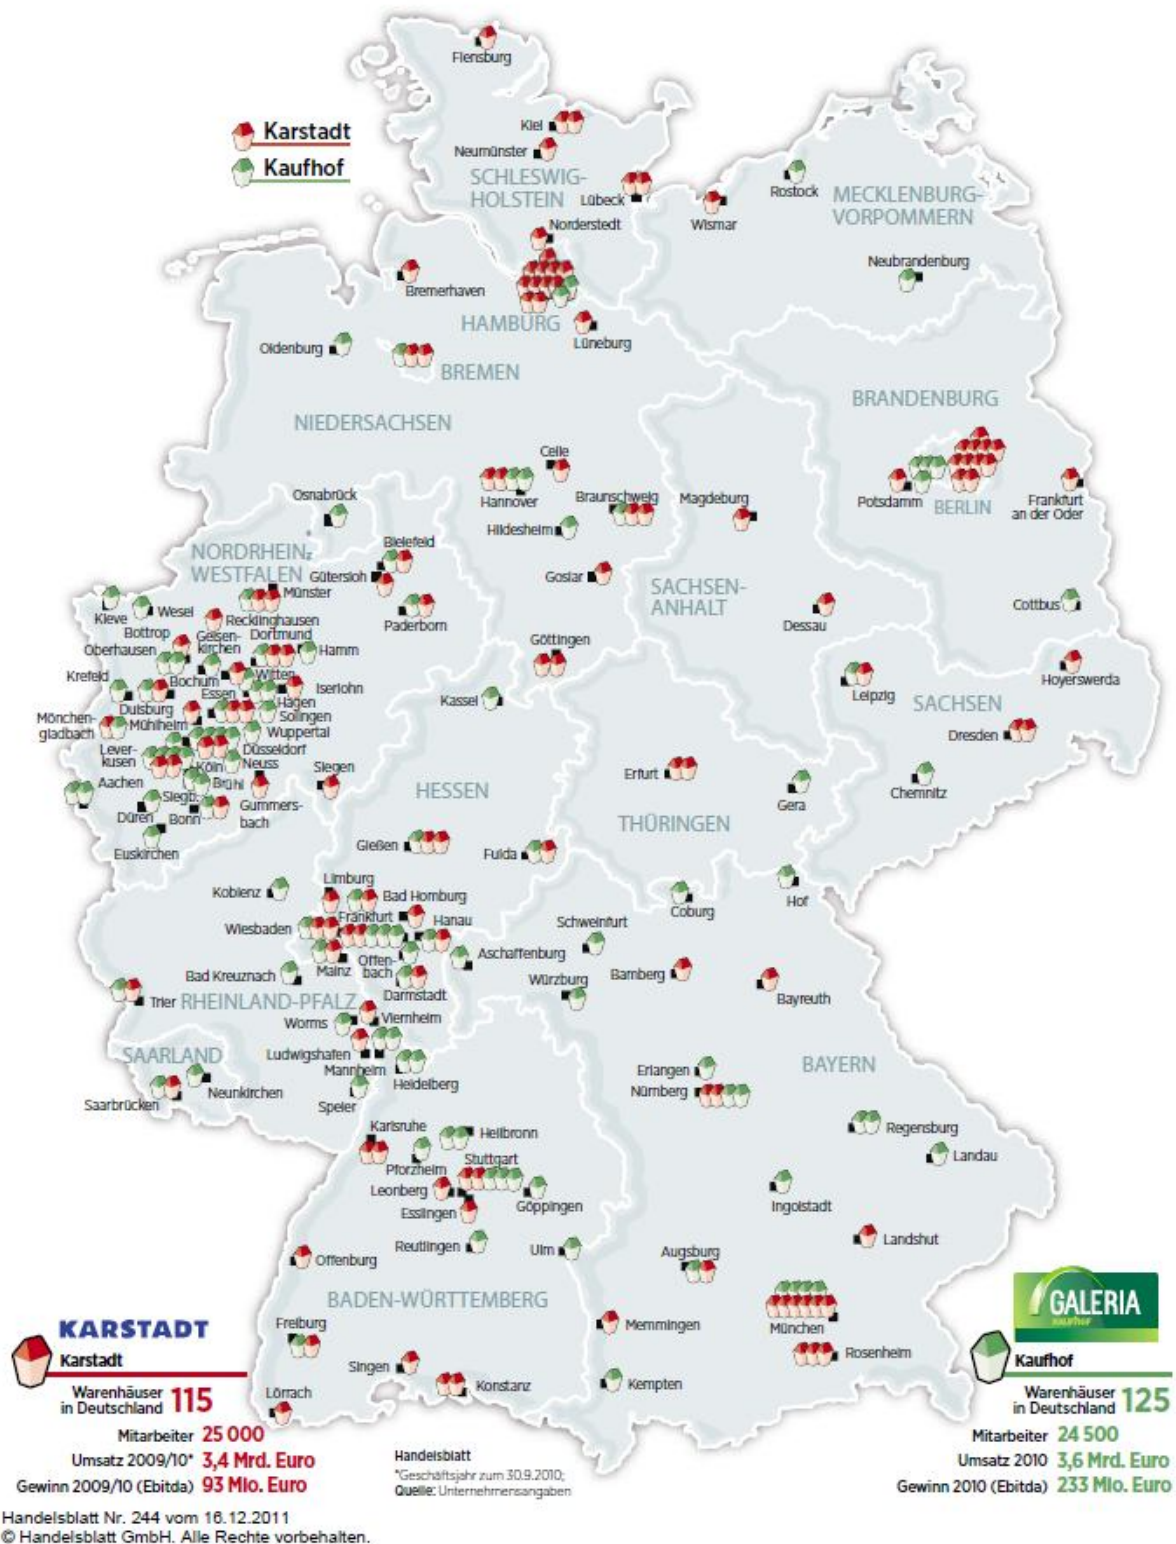 Flensburg
Karstadt
Kaufhof
Kiel
Neumünster
SCHLESWIG-
HOLSTEIN
Lübeck
Rostock
MECKLENBURG-
VORPOMMERN
Wismar
Norderstedt
Neubrandenburg
Bremerhaven
HAMBURG
Lüneburg
Oldenburg
BREMEN
BRANDENBURG
NIEDERSACHSEN
Celle
Osnabrück
Hannover
Braunschweig
Magdeburg
Potsdamm
BERLIN
Frankfurt
an der Oder
Hildesheim
Bielefeld
NORDRHEIN-
WESTFALEN
Gütersloh
Goslar
SACHSEN-
ANHALT
Münster
Kleve
Wesel
Recklinghausen
Paderborn
Dessau
Cottbus
Bottrop
Gelsen-
kirchen
Dortmund
Hamm
Oberhausen
Göttingen
Krefeld
Bochum
Witten
Essen
Iserlohn
Hagen
Kassel
Leipzig
Hoyerswerda
SACHSEN
Duisburg
Solingen
Mönchen-
gladbach
Mühlheim
Wuppertal
Dresden
Lever-
kusen
Düsseldorf
Köln
Neuss
Siegen
Erfurt
Aachen
Brühl
Siegb.
HESSEN
Gera
Chemnitz
Düren
Bonn
Gummers-
bach
THÜRINGEN
Euskirchen
Gießen
Fulda
Koblenz
Limburg
Bad Homburg
Hof
Coburg
Frankfurt
Hanau
Schweinfurt
Wiesbaden
Offen-
bach
Aschaffenburg
Mainz
Bad Kreuznach
Darmstadt
Würzburg
Bamberg
Bayreuth
Trier
RHEINLAND-PFALZ
Worms
Viernheim
SAARLAND
Ludwigshafen
Mannheim
Heidelberg
BAYERN
Erlangen
Neunkirchen
Saarbrücken
Speier
Nürnberg
Karlsruhe
Heilbronn
Regensburg
Pforzheim
Stuttgart
Landau
Leonberg
Esslingen
Göppingen
Ingolstadt
Reutlingen
Ulm
Landshut
Offenburg
Augsburg
BADEN-WÜRTTEMBERG
Freiburg
Memmingen
München
Singen
Rosenheim
Konstanz
Kempten
Lörrach
KARSTADT
Karstadt
Warenhäuser
in Deutschland 115
Mitarbeiter 25 000
Umsatz 2009/10* 3,4 Mrd. Euro
Gewinn 2009/10 (Ebitda) 93 Mio. Euro
GALERIA
KAUFHOF
Kaufhof
Warenhäuser
in Deutschland 125
Mitarbeiter 24 500
Umsatz 2010 3,6 Mrd. Euro
Gewinn 2010 (Ebitda) 233 Mio. Euro
Handelsblatt
*Geschäftsjahr zum 30.9.2010;
Quelle: Unternehmensangaben
Handelsblatt Nr. 244 vom 16.12.2011
© Handelsblatt GmbH. Alle Rechte vorbehalten.